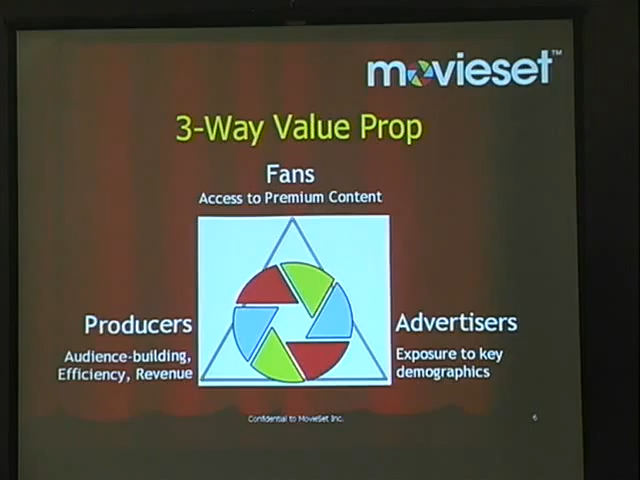 movieset™
3-Way Value Prop
Fans
Access to Premium Content
Producers
Audience-building,
Efficiency, Revenue
Advertisers
Exposure to key
demographics
Confidential to MovieSet Inc.
6